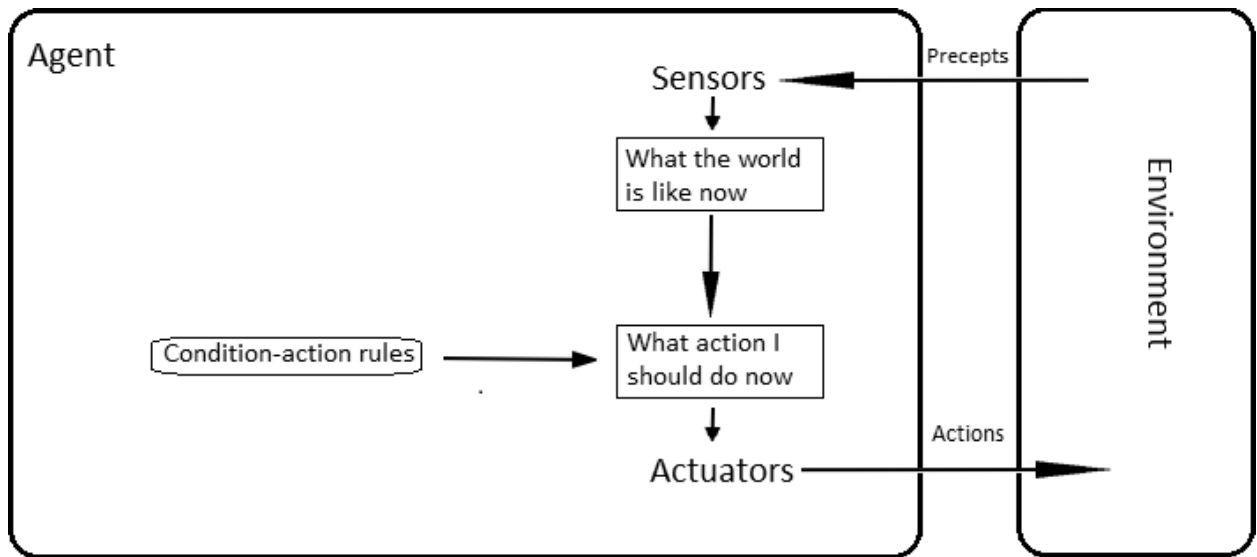 Agent
Precepts
Sensors
What the world
is like now
Environment
Condition-action rules
What action I
should do now
Actions
Actuators